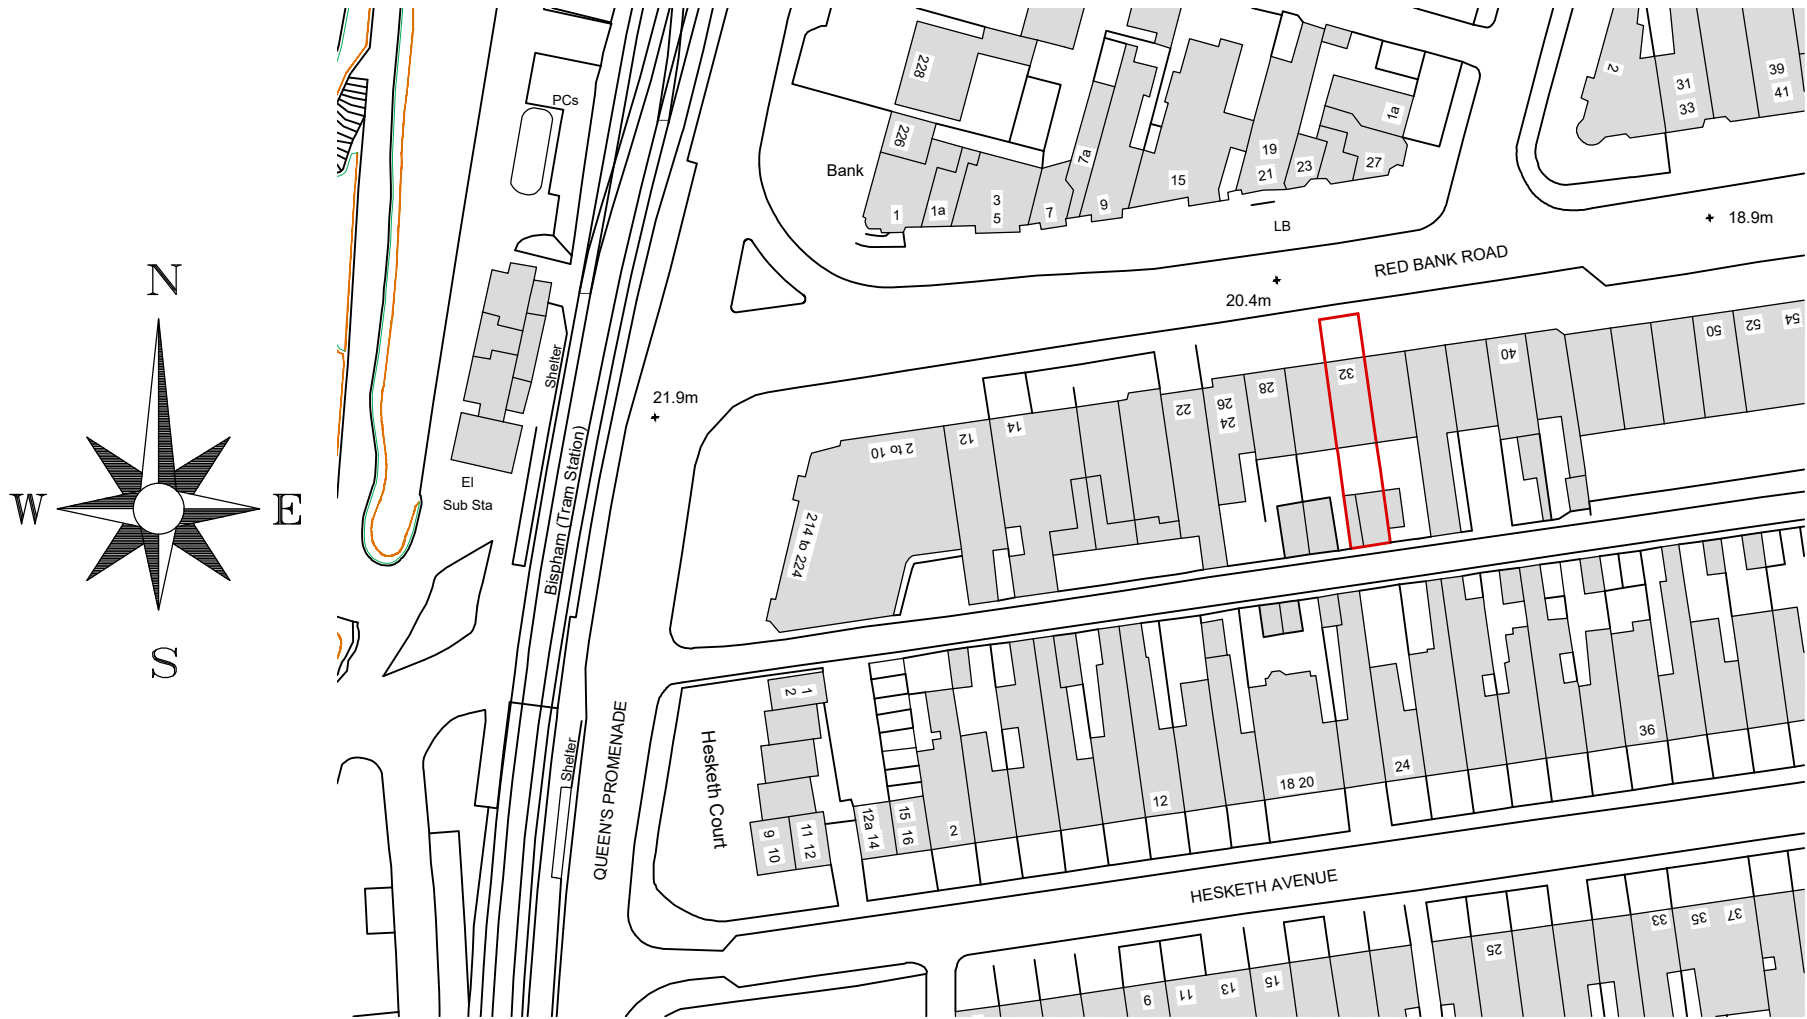 N
W
E
S
PCs
Bank
228
226
1
1a
3
5
7
7a
9
15
19
21
23
27
1a
LB
2
31
33
39
41
18.9m
RED BANK ROAD
20.4m
21.9m
Shelter
El
Sub Sta
Bispham (Tram Station)
2 to 10
12
14
22
26
24
28
32
40
50
52
54
214 to 224
QUEEN'S PROMENADE
Shelter
Hesketh Court
1
2
9
10
11
12
12a
14
15
16
2
12
18 20
24
36
HESKETH AVENUE
9
11
13
15
25
33
35
37